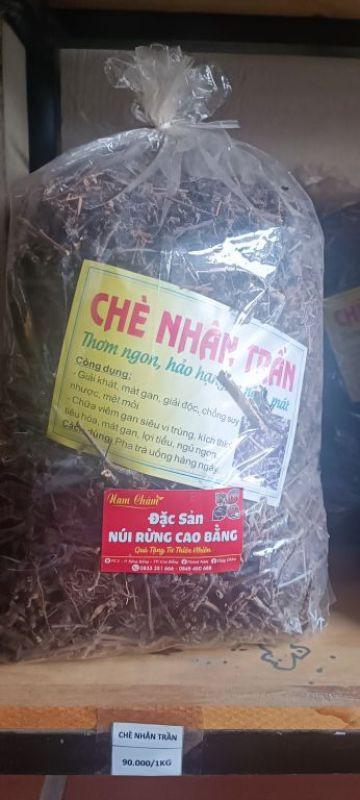 CHÈ NHÂN TRẦN
Thơm ngon, hảo hạng, mát
Công dụng:
- Giải khát, mát gan, giải độc, chống suy
nhược, mệt mỏi
- Chữa viêm gan siêu vi trùng, kích thích
tiêu hóa, mát gan, lợi tiểu, ngủ ngon
Cách dùng: Pha trà uống hằng ngày
Nam Châm
Đặc Sản
NÚI RỪNG CAO BẰNG
Quà Tặng Từ Thiên Nhiên
CHÈ NHÂN TRẦN
90.000/1KG